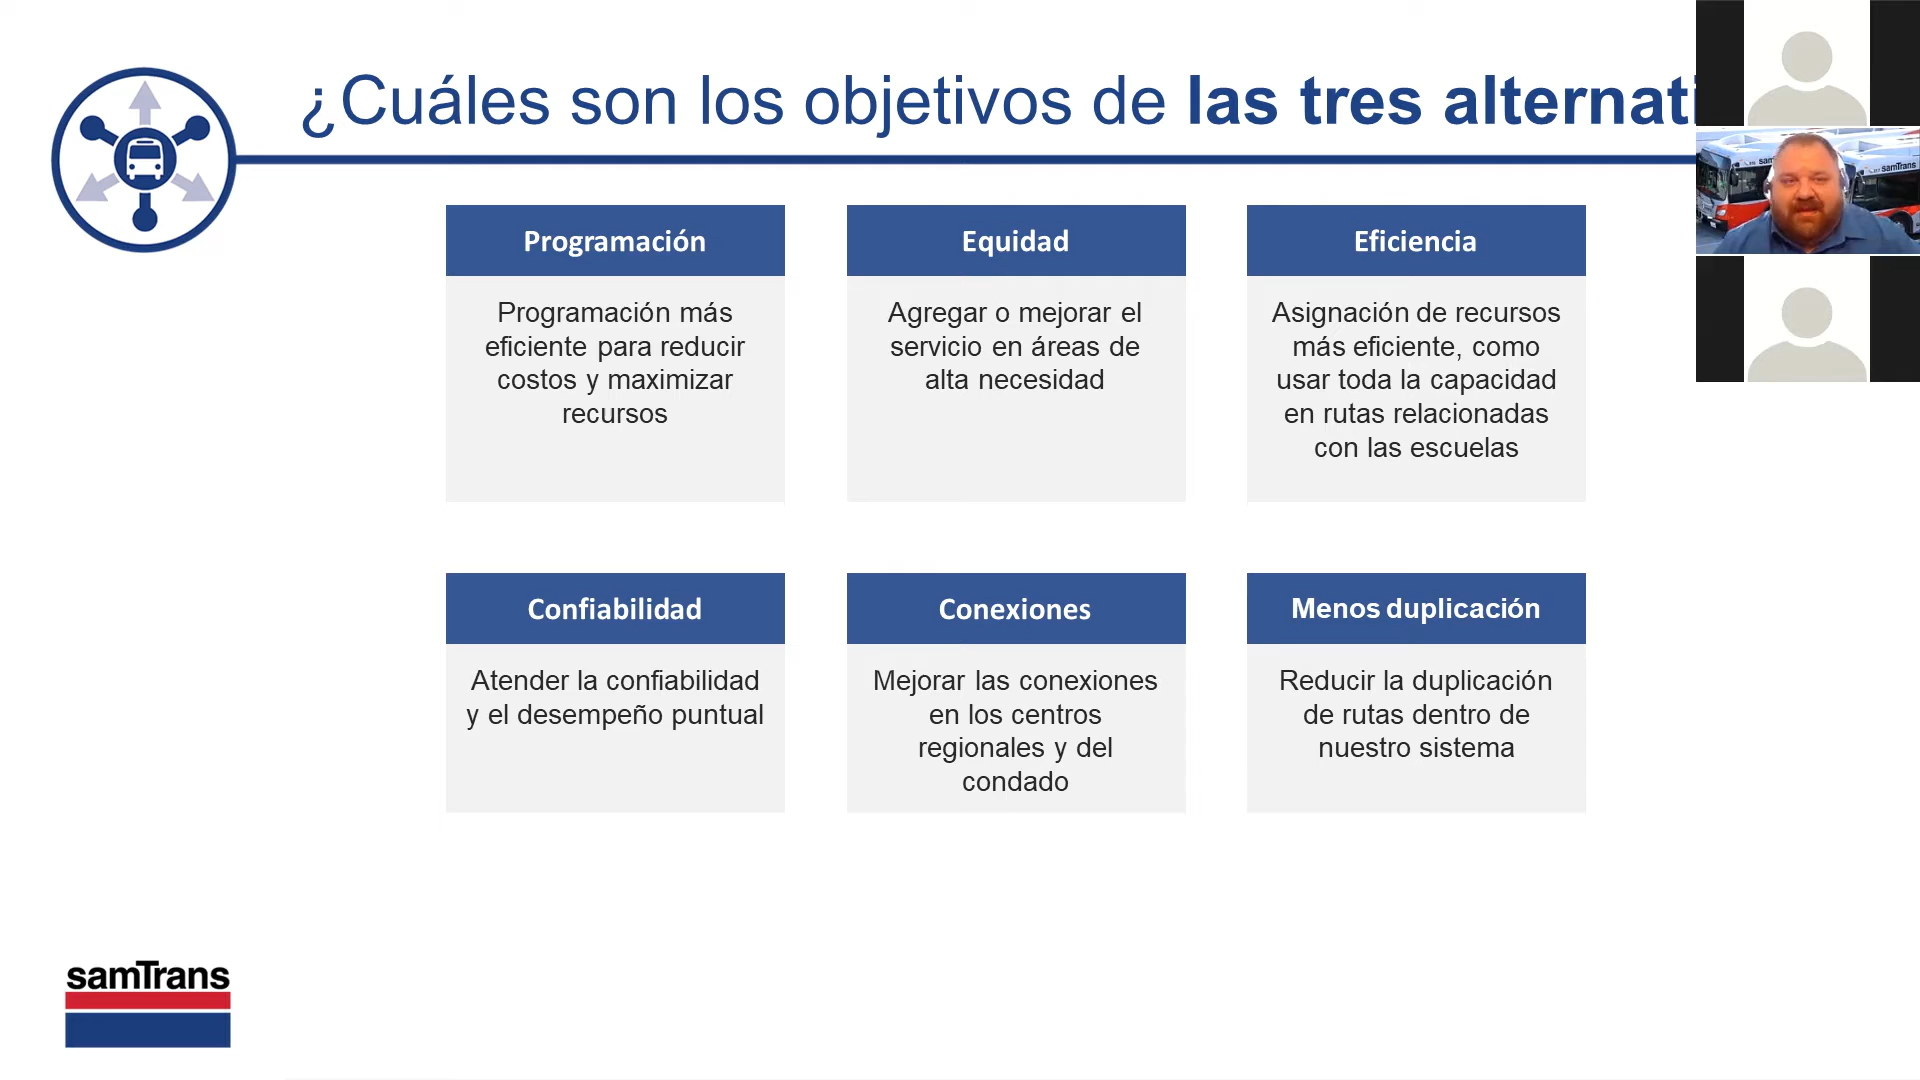 ¿Cuáles son los objetivos de las tres alternati
Programación
Programación más
eficiente para reducir
costos y maximizar
recursos
Equidad
Agregar o mejorar el
servicio en áreas de
alta necesidad
Eficiencia
Asignación de recursos
más eficiente, como
usar toda la capacidad
en rutas relacionadas
con las escuelas
Confiabilidad
Atender la confiabilidad
y el desempeño puntual
Conexiones
Mejorar las conexiones
en los centros
regionales y del
condado
Menos duplicación
Reducir la duplicación
de rutas dentro de
nuestro sistema
samTrans
sam
samTrans